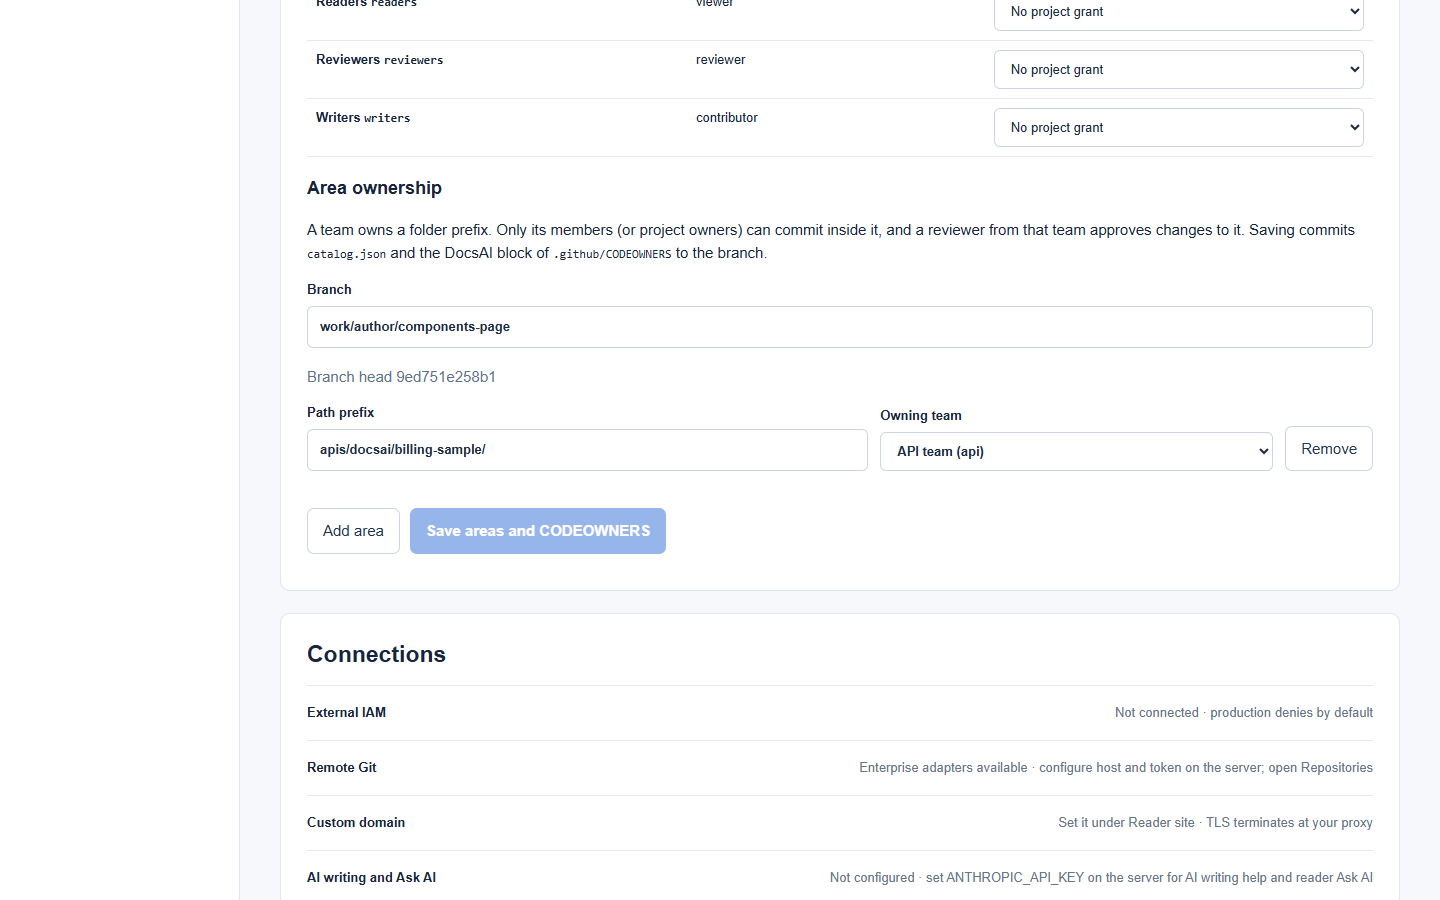 Readers readers viewer No project grant
Reviewers reviewers reviewer No project grant
Writers writers contributor No project grant
Area ownership
A team owns a folder prefix. Only its members (or project owners) can commit inside it, and a reviewer from that team approves changes to it. Saving commits
catalog.json and the DocsAI block of .github/CODEOWNERS to the branch.
Branch
work/author/components-page
Branch head 9ed751e258b1
Path prefix Owning team
apis/docsai/billing-sample/ API team (api) Remove
Add area Save areas and CODEOWNERS
Connections
External IAM Not connected · production denies by default
Remote Git Enterprise adapters available · configure host and token on the server; open Repositories
Custom domain Set it under Reader site · TLS terminates at your proxy
AI writing and Ask AI Not configured · set ANTHROPIC_API_KEY on the server for AI writing help and reader Ask AI